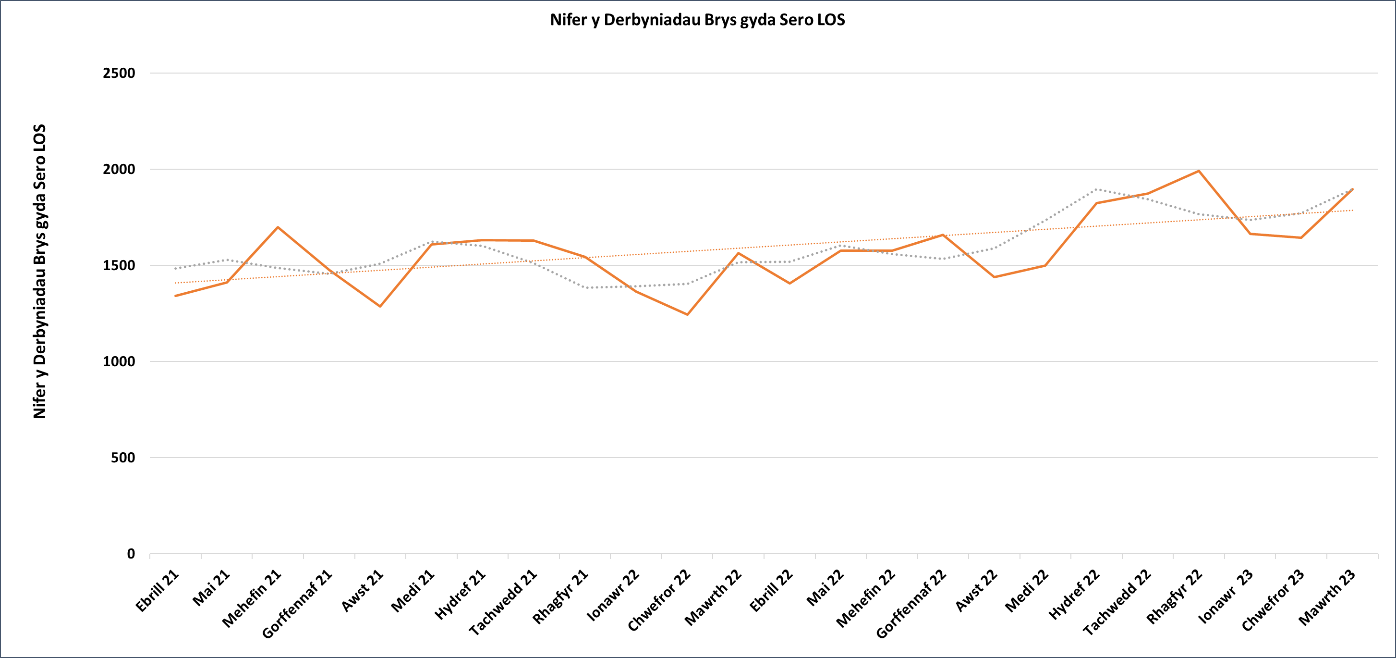 Nifer y Derbyniadau Brys gyda Sero LOS
Nifer y Derbyniadau Brys gyda Sero LOS
2500
2000
1500
1000
500
0
Ebrill 21
Mai 21
Mehefin 21
Gorffennaf 21
Awst 21
Medi 21
Hydref 21
Tachwedd 21
Rhagfyr 21
Ionawr 22
Chwefror 22
Mawrth 22
Ebrill 22
Mai 22
Mehefin 22
Gorffennaf 22
Awst 22
Medi 22
Hydref 22
Tachwedd 22
Rhagfyr 22
Ionawr 23
Chwefror 23
Mawrth 23